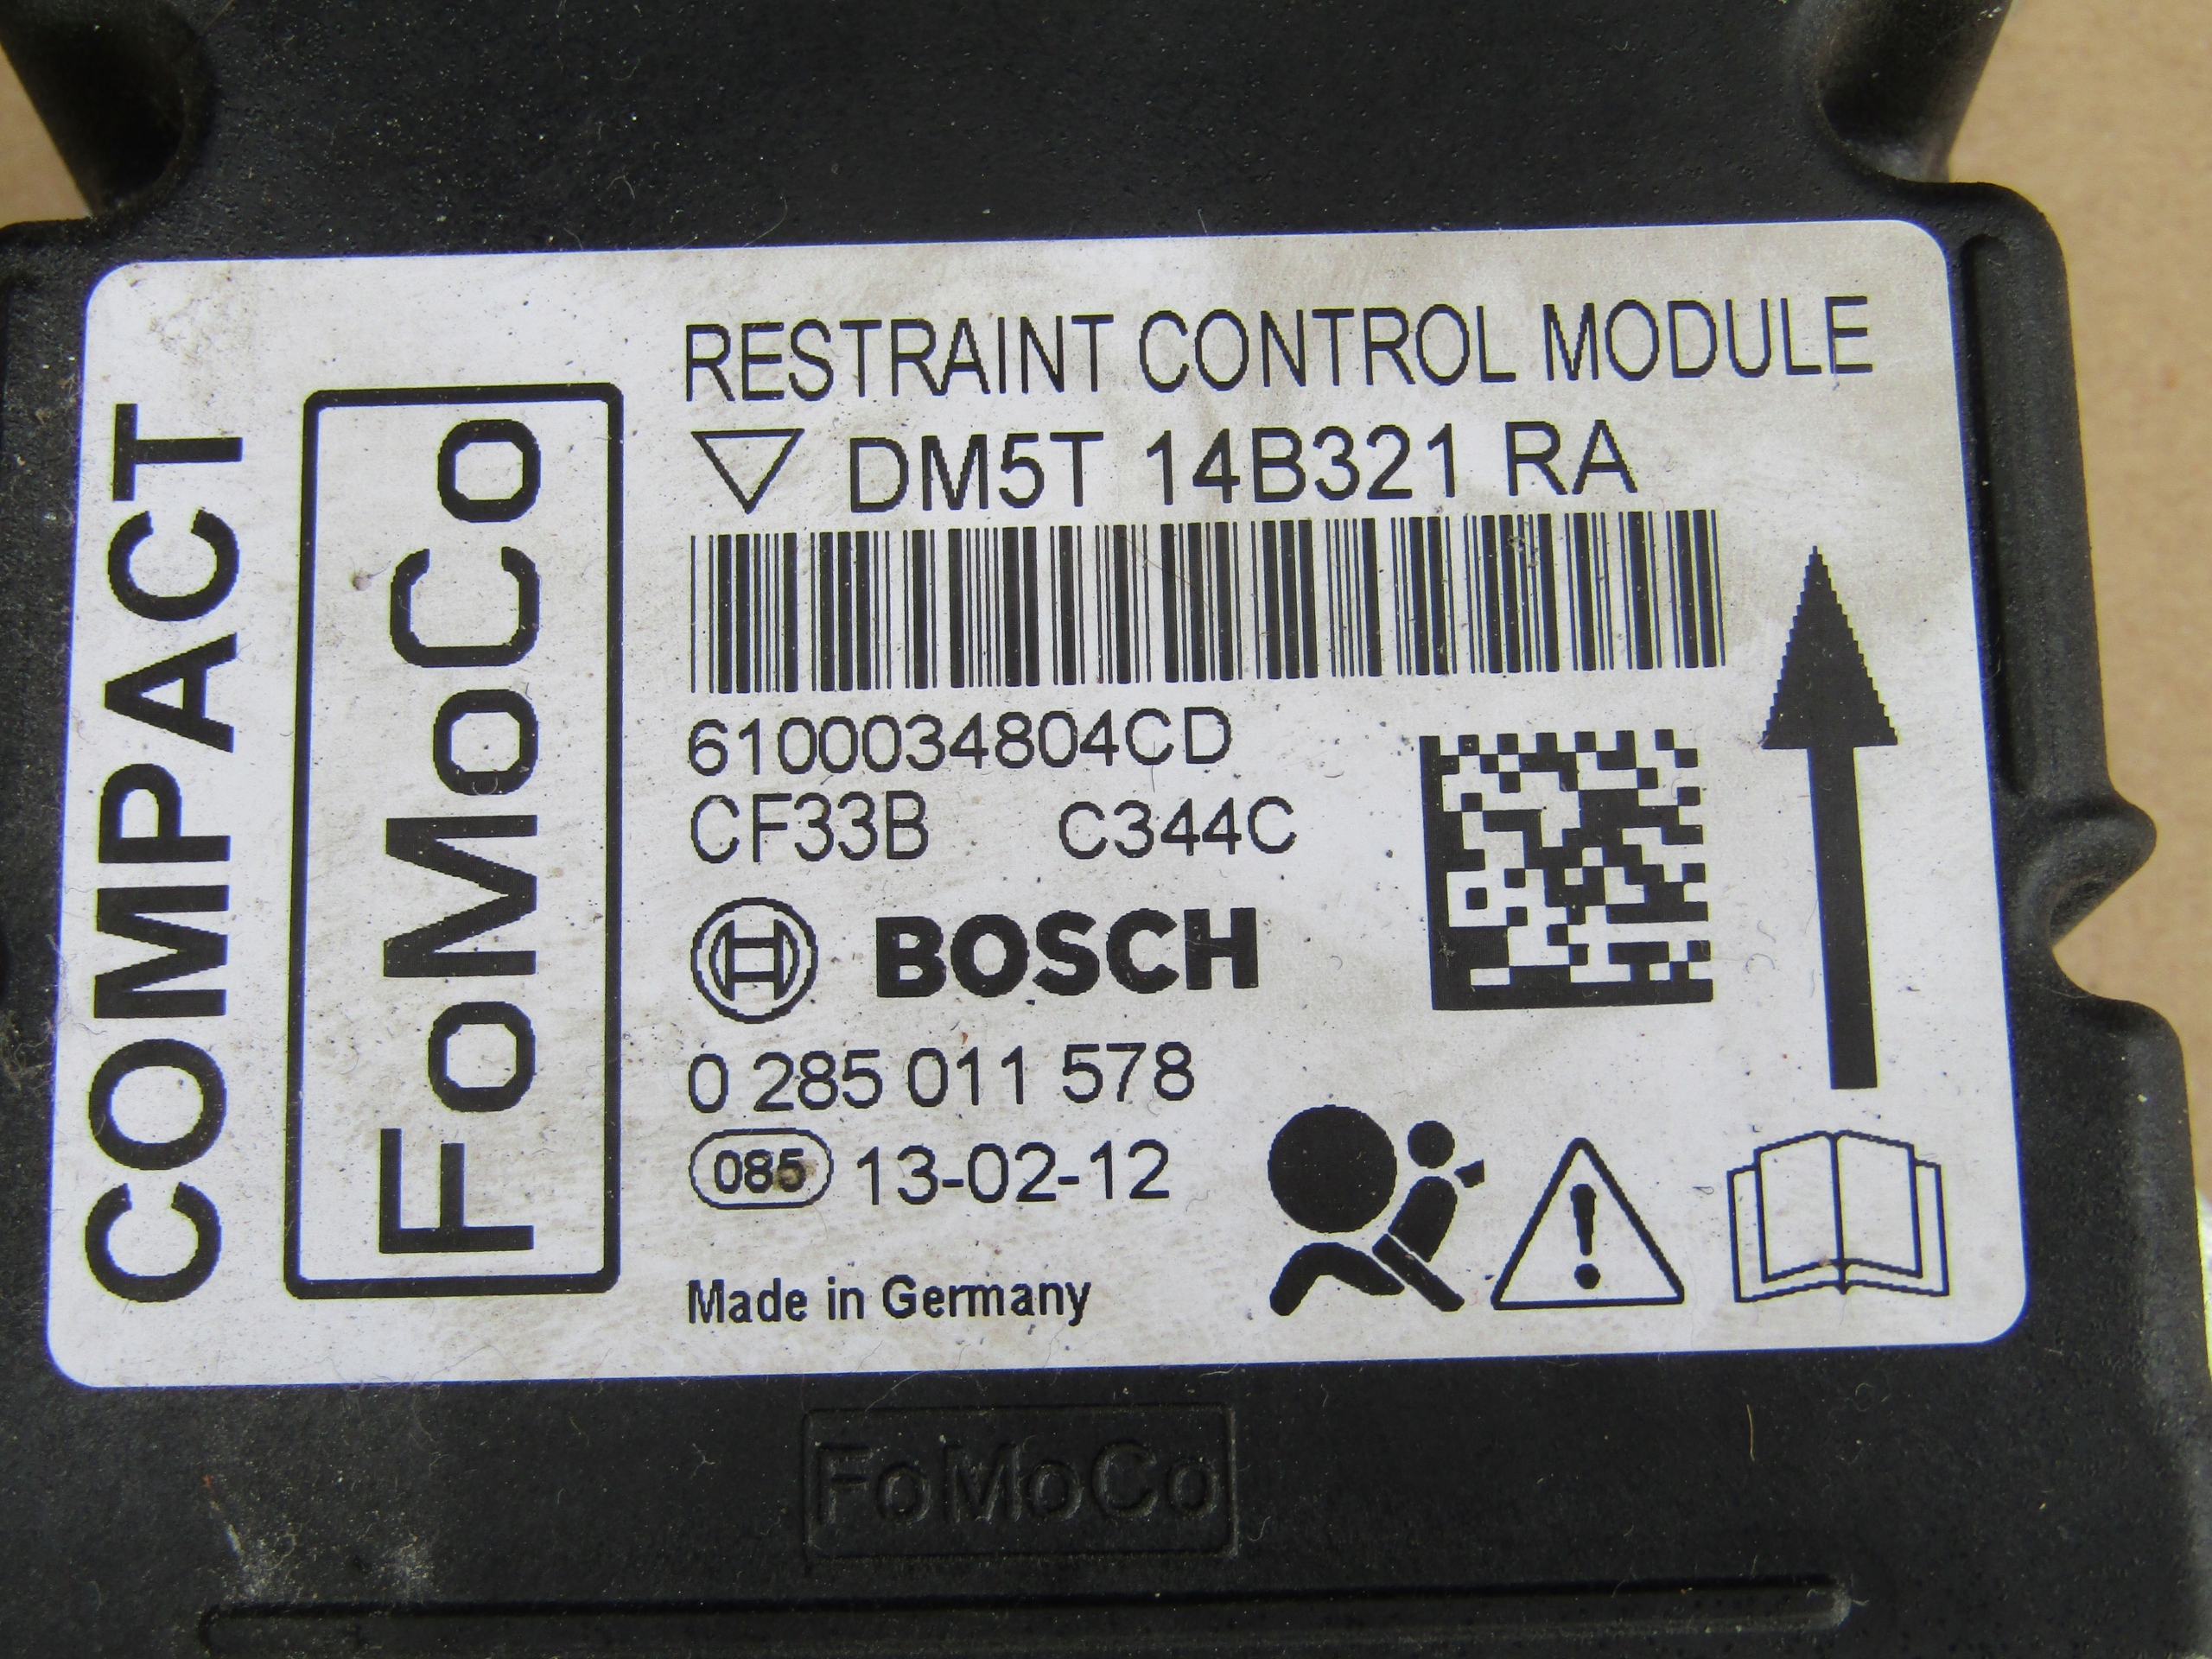 COMPACT
FoMoCo
RESTRAINT CONTROL MODULE
DM5T 14B321 RA
6100034804CD
CF33B C344C
BOSCH
0 285 011 578
085 13-02-12
Made in Germany
FoMoCo